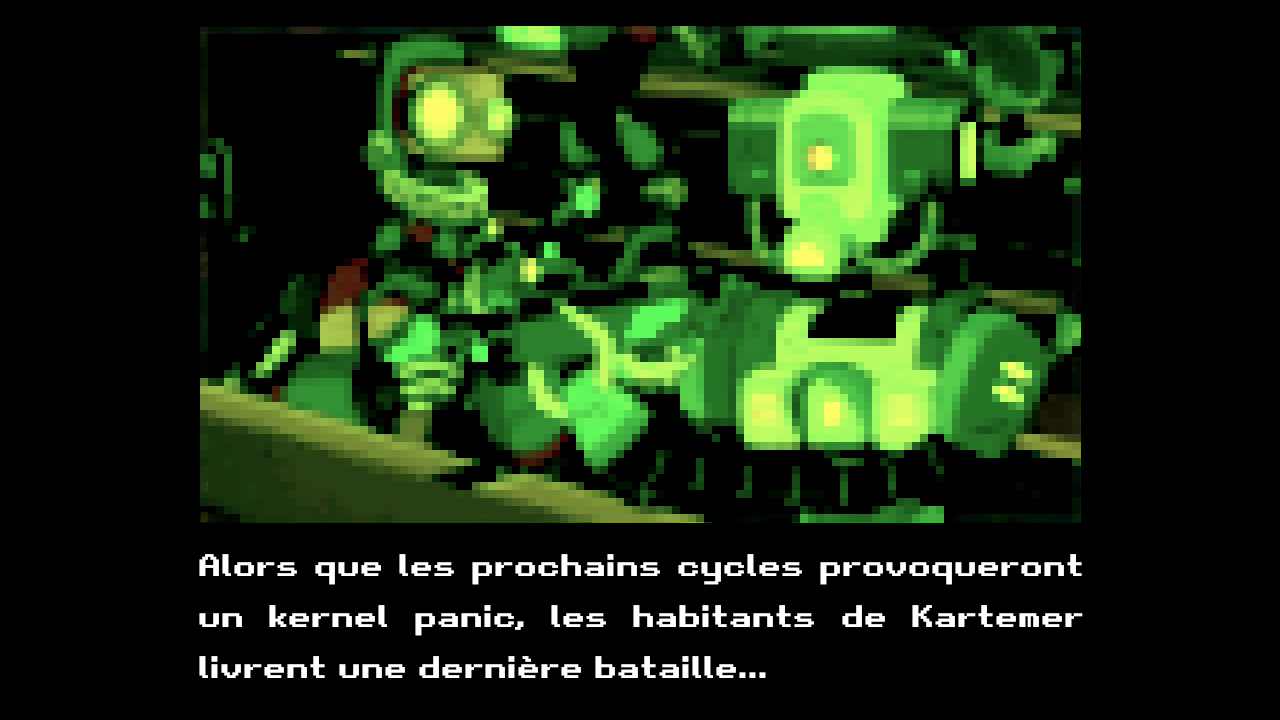 Alors que les prochains cycles provoqueront
un kernel panic, les habitants de Kartemer
livrent une dernière bataille...